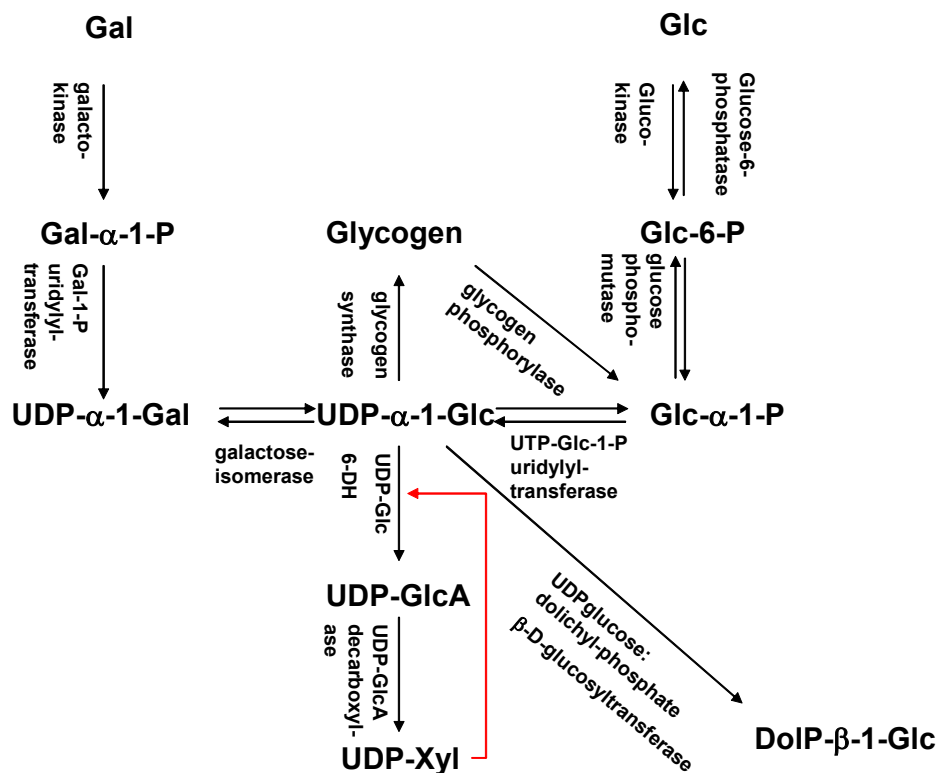 Gal
Glc
galacto-
kinase
Gluco-
kinase
Glucose-6-
phosphatase
Gal-α-1-P
Glycogen
Glc-6-P
Gal-1-P
uridylyl-
transferase
glycogen
synthase
glycogen
phosphorylase
glucose
phospho-
mutase
UDP-α-1-Gal
UDP-α-1-Glc
Glc-α-1-P
galactose-
isomerase
UDP-Glc
6-DH
UTP-Glc-1-P
uridylyl-
transferase
UDP-GlcA
UDPglucose:
dolichyl-phosphate
β-D-glucosyltransferase
UDP-GlcA
decarboxyl-
ase
UDP-Xyl
DolP-β-1-Glc